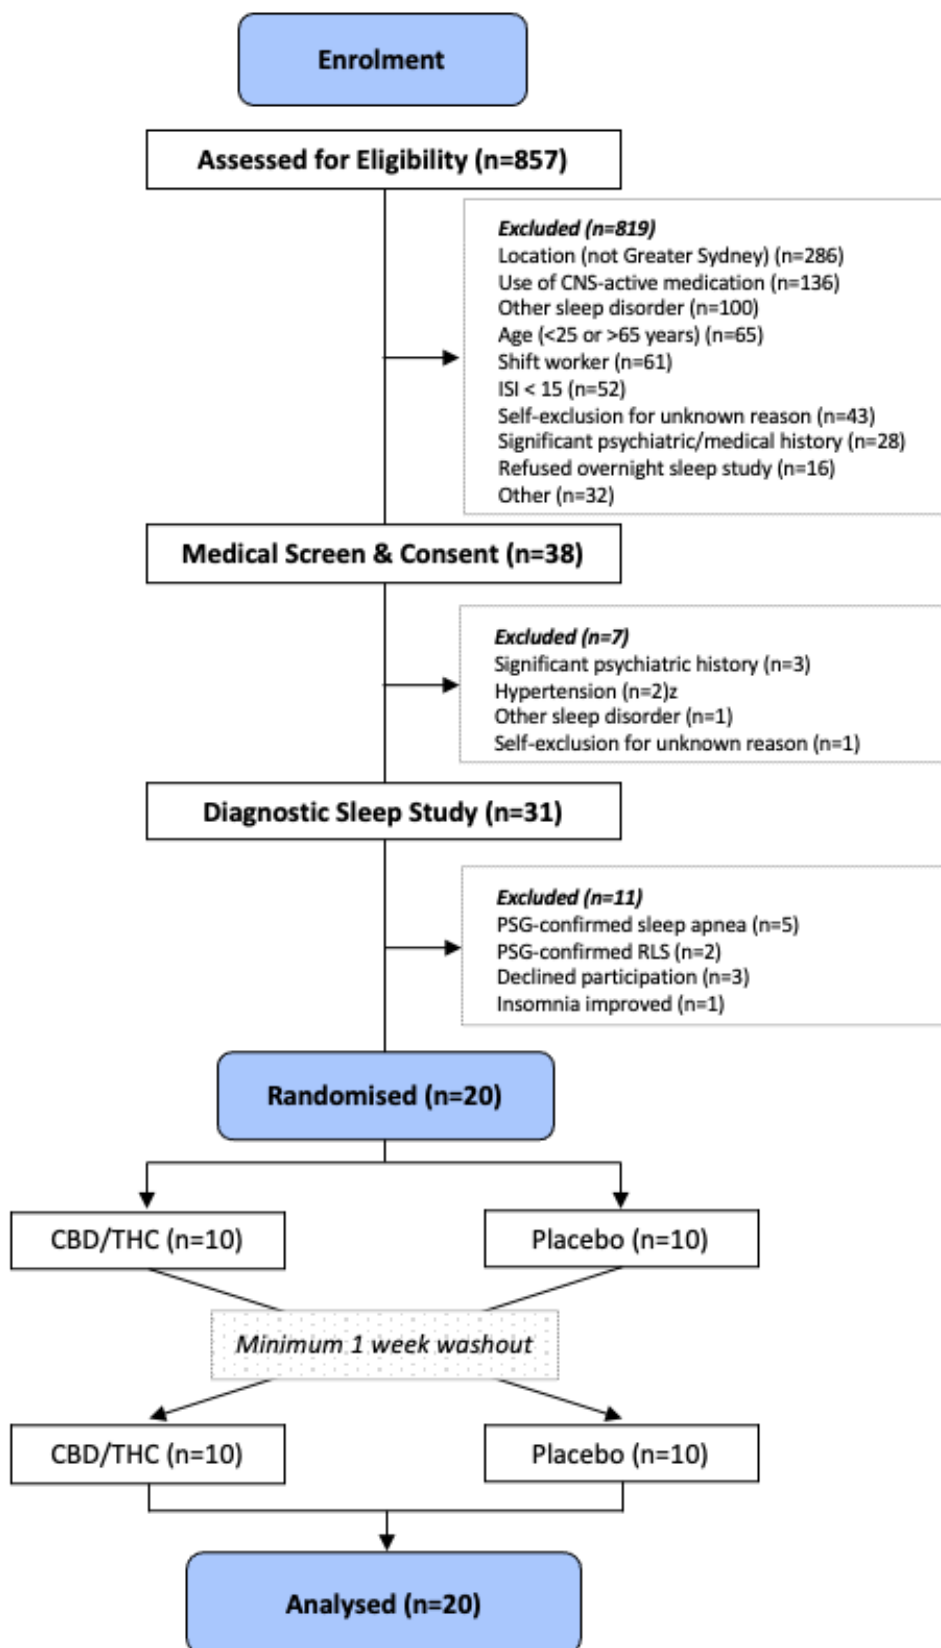 Enrolment
Assessed for Eligibility (n=857)
Excluded (n=819)
Location (not Greater Sydney) (n=286)
Use of CNS-active medication (n=136)
Other sleep disorder (n=100)
Age (<25 or >65 years) (n=65)
Shift worker (n=61)
ISI < 15 (n=52)
Self-exclusion for unknown reason (n=43)
Significant psychiatric/medical history (n=28)
Refused overnight sleep study (n=16)
Other (n=32)
Medical Screen & Consent (n=38)
Excluded (n=7)
Significant psychiatric history (n=3)
Hypertension (n=2)z
Other sleep disorder (n=1)
Self-exclusion for unknown reason (n=1)
Diagnostic Sleep Study (n=31)
Excluded (n=11)
PSG-confirmed sleep apnea (n=5)
PSG-confirmed RLS (n=2)
Declined participation (n=3)
Insomnia improved (n=1)
Randomised (n=20)
CBD/THC (n=10)
Placebo (n=10)
Minimum 1 week washout
CBD/THC (n=10)
Placebo (n=10)
Analysed (n=20)